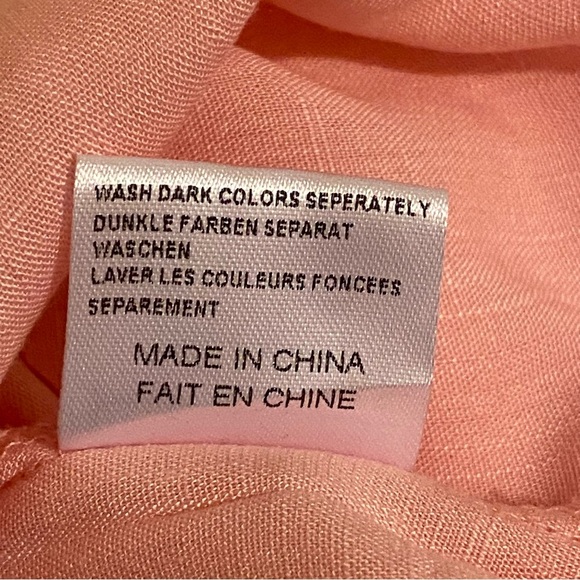 WASH DARK COLORS SEPERATELY
DUNKLE FARBEN SEPARAT
WASCHEN
LAVER LES COULEURS FONCEES
SEPAREMENT
MADE IN CHINA
FAIT EN CHINE